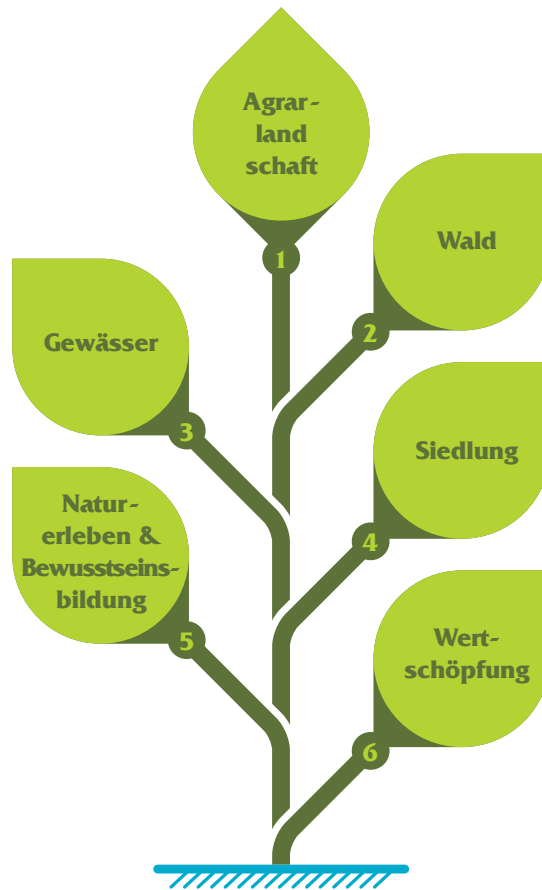 Agrar-
land
schaft
1
Wald
2
Gewässer
3
Siedlung
4
Natur-
erleben &
Bewusstseins-
bildung
5
Wert-
schöpfung
6